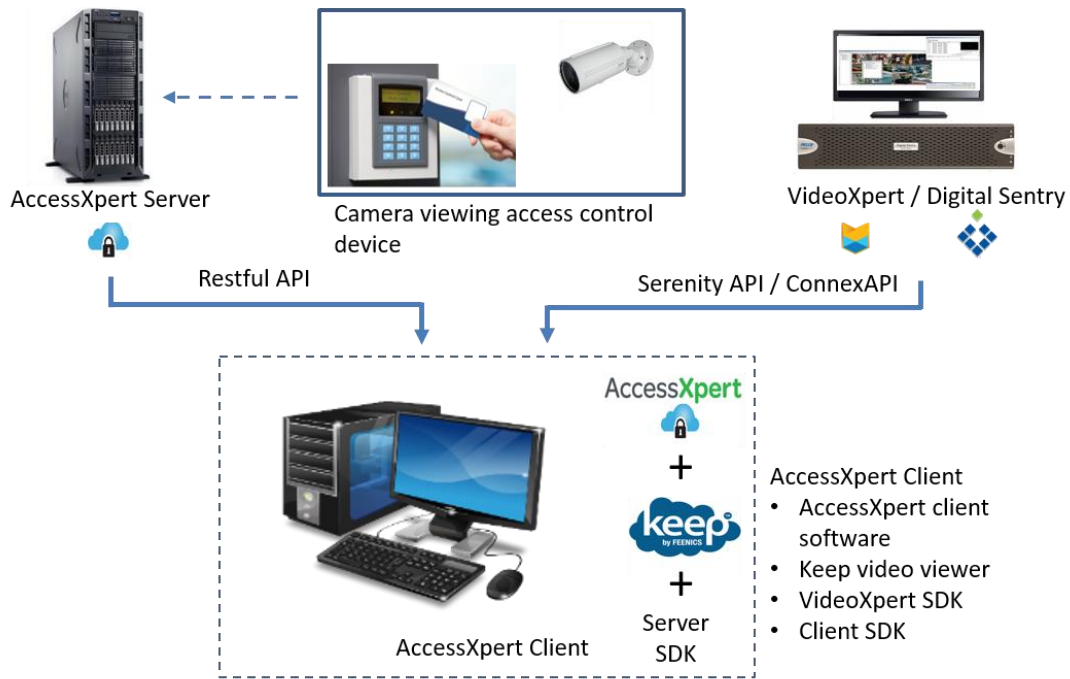 AccessXpert Server
Camera viewing access control
device
VideoXpert / Digital Sentry
Restful API
Serenity API / ConnexAPI
AccessXpert
+
keep
by FEENICS
+
Server
SDK
AccessXpert Client
AccessXpert Client
• AccessXpert client
software
• Keep video viewer
• VideoXpert SDK
• Client SDK